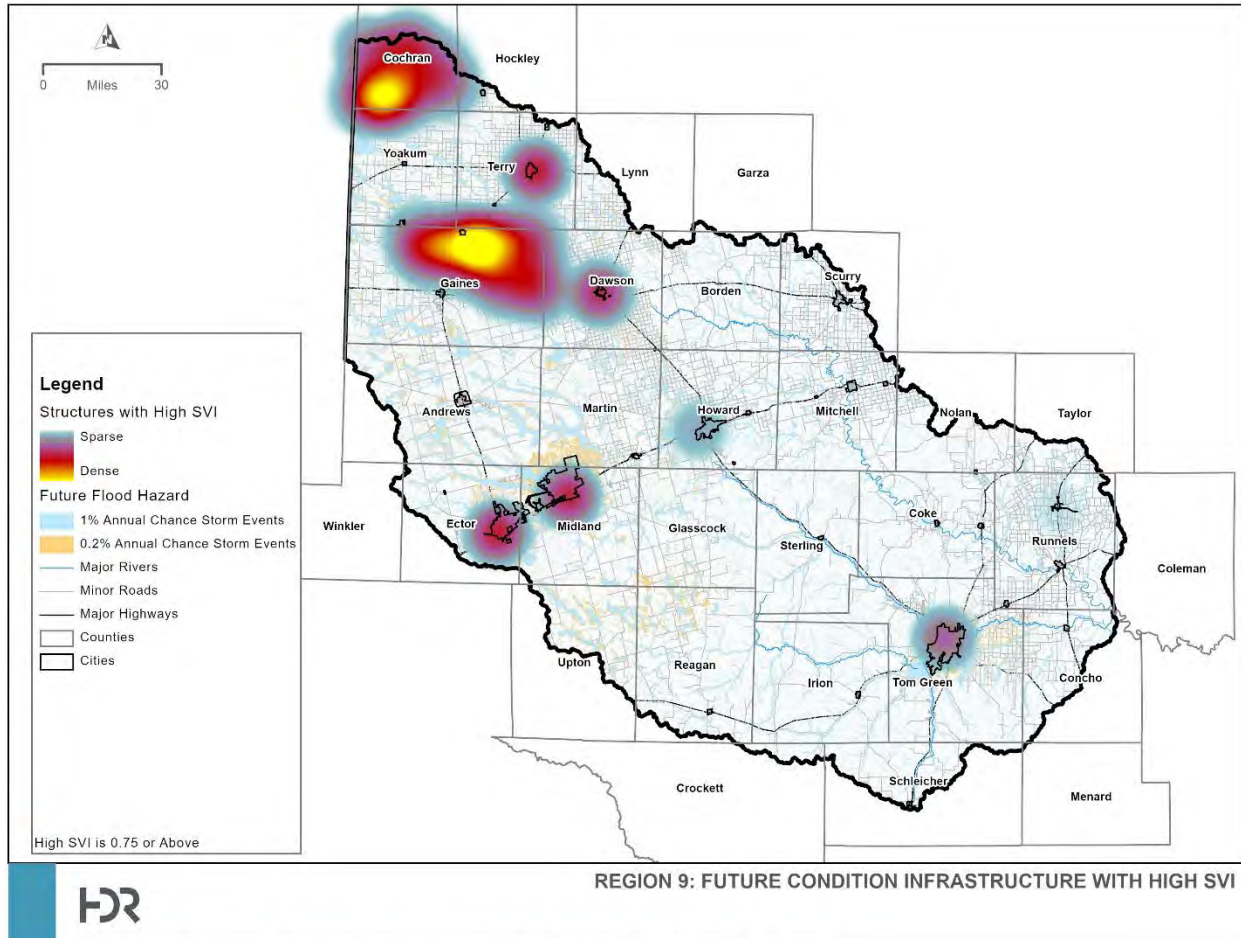 N
0
30
Miles
Cochran
Hockley
Yoakum
Terry
Lynn
Garza
Gaines
Dawson
Borden
Scurry
Andrews
Martin
Howard
Mitchell
Nolan
Taylor
Winkler
Ector
Midland
Glasscock
Sterling
Coke
Runnels
Coleman
Upton
Reagan
Irion
Tom Green
Concho
Crockett
Schleicher
Menard
Legend
Structures with High SVI
Sparse
Dense
Future Flood Hazard
1% Annual Chance Storm Events
0.2% Annual Chance Storm Events
Major Rivers
Minor Roads
Major Highways
Counties
Cities
High SVI is 0.75 or Above
HDR
REGION 9: FUTURE CONDITION INFRASTRUCTURE WITH HIGH SVI